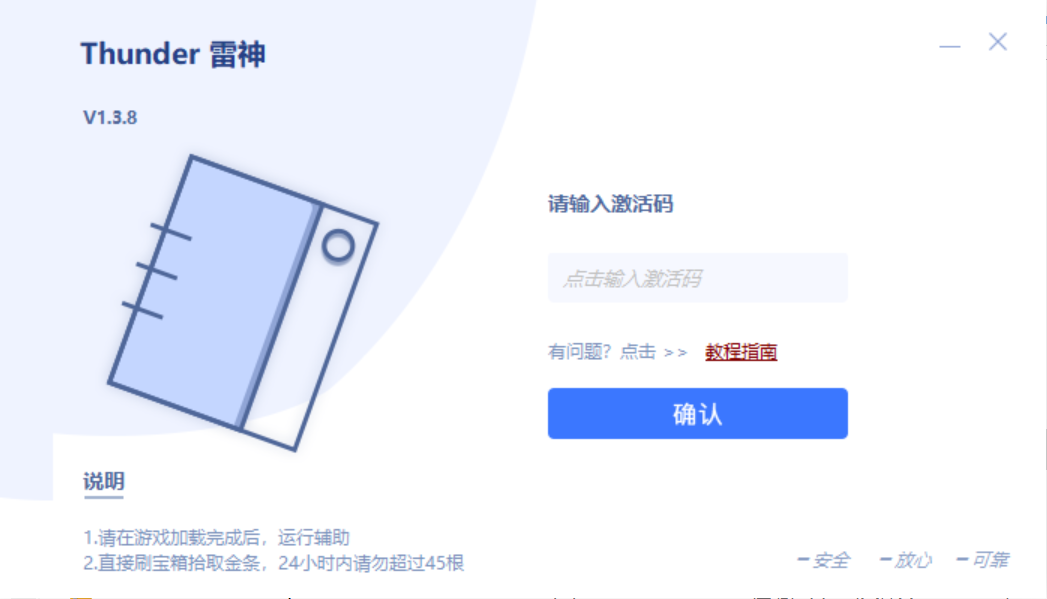 Thunder 雷神
V1.3.8
请输入激活码
点击输入激活码
有问题？点击 >> 教程指南
确认
说明
1.请在游戏加载完成后，运行辅助
2.直接刷宝箱拾取金条，24小时内请勿超过45根
安全 放心 可靠